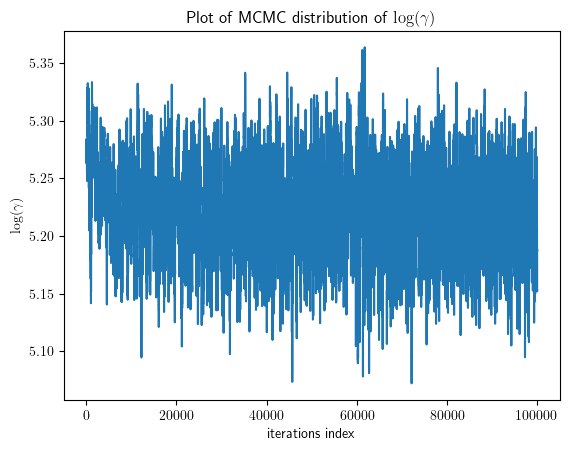 Plot of MCMC distribution of log(γ)
log(γ)
5.35
5.30
5.25
5.20
5.15
5.10
0 20000 40000 60000 80000 100000
iterations index